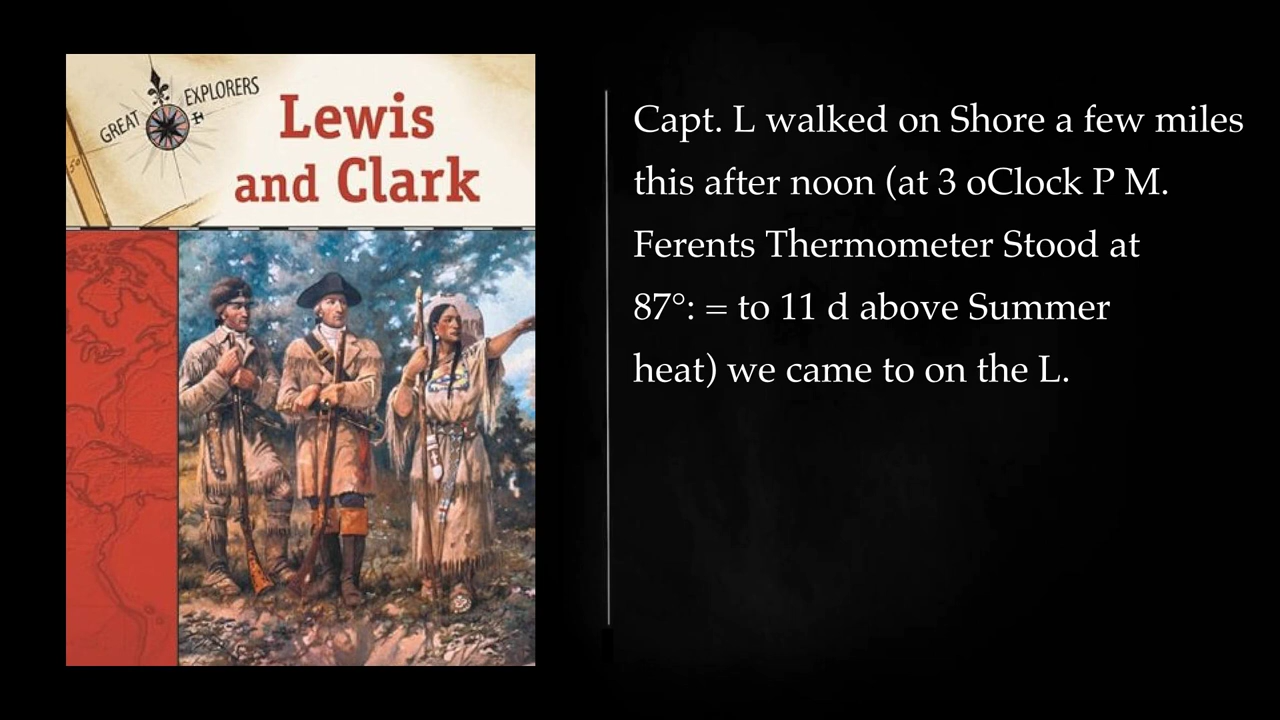 GREAT EXPLORERS
Lewis
and Clark
50
Capt. L walked on Shore a few miles
this after noon (at 3 oClock P M.
Ferents Thermometer Stood at
87°: = to 11 d above Summer
heat) we came to on the L.